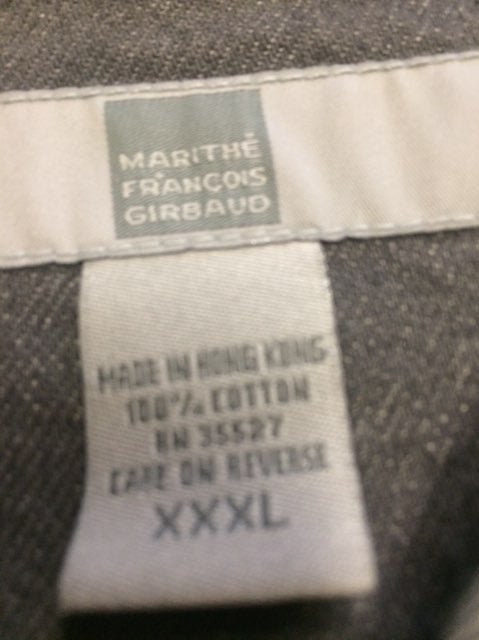 MARITHÉ
+
FRANÇOIS
GIRBAUD
MADE IN HONG KONG
100% COTTON
RN 35527
CARE ON REVERSE
XXXL